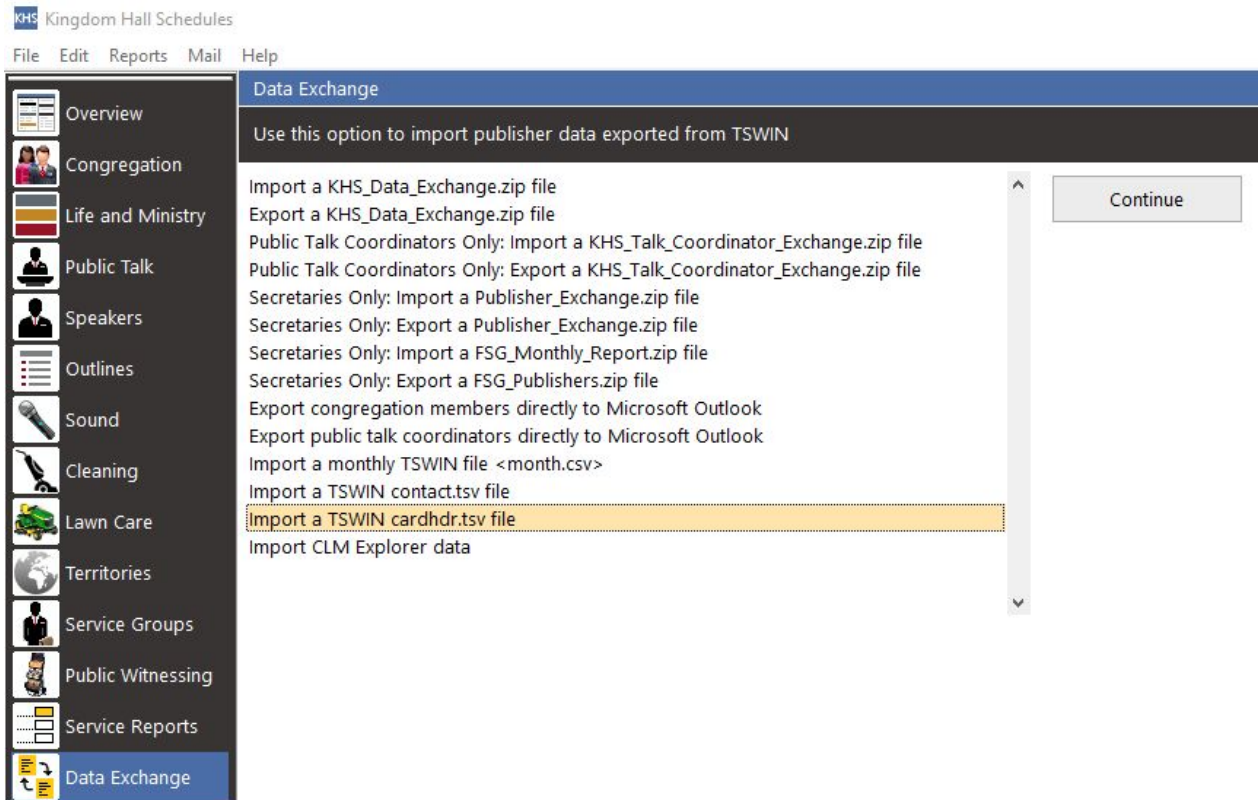 KHS Kingdom Hall Schedules
File Edit Reports Mail Help
Overview
Congregation
Life and Ministry
Public Talk
Speakers
Outlines
Sound
Cleaning
Lawn Care
Territories
Service Groups
Public Witnessing
Service Reports
Data Exchange
Data Exchange
Use this option to import publisher data exported from TSWIN
Import a KHS_Data_Exchange.zip file
Export a KHS_Data_Exchange.zip file
Public Talk Coordinators Only: Import a KHS_Talk_Coordinator_Exchange.zip file
Public Talk Coordinators Only: Export a KHS_Talk_Coordinator_Exchange.zip file
Secretaries Only: Import a Publisher_Exchange.zip file
Secretaries Only: Export a Publisher_Exchange.zip file
Secretaries Only: Import a FSG_Monthly_Report.zip file
Secretaries Only: Export a FSG_Publishers.zip file
Export congregation members directly to Microsoft Outlook
Export public talk coordinators directly to Microsoft Outlook
Import a monthly TSWIN file <month.csv>
Import a TSWIN contact.tsv file
Import a TSWIN cardhdr.tsv file
Import CLM Explorer data
Continue